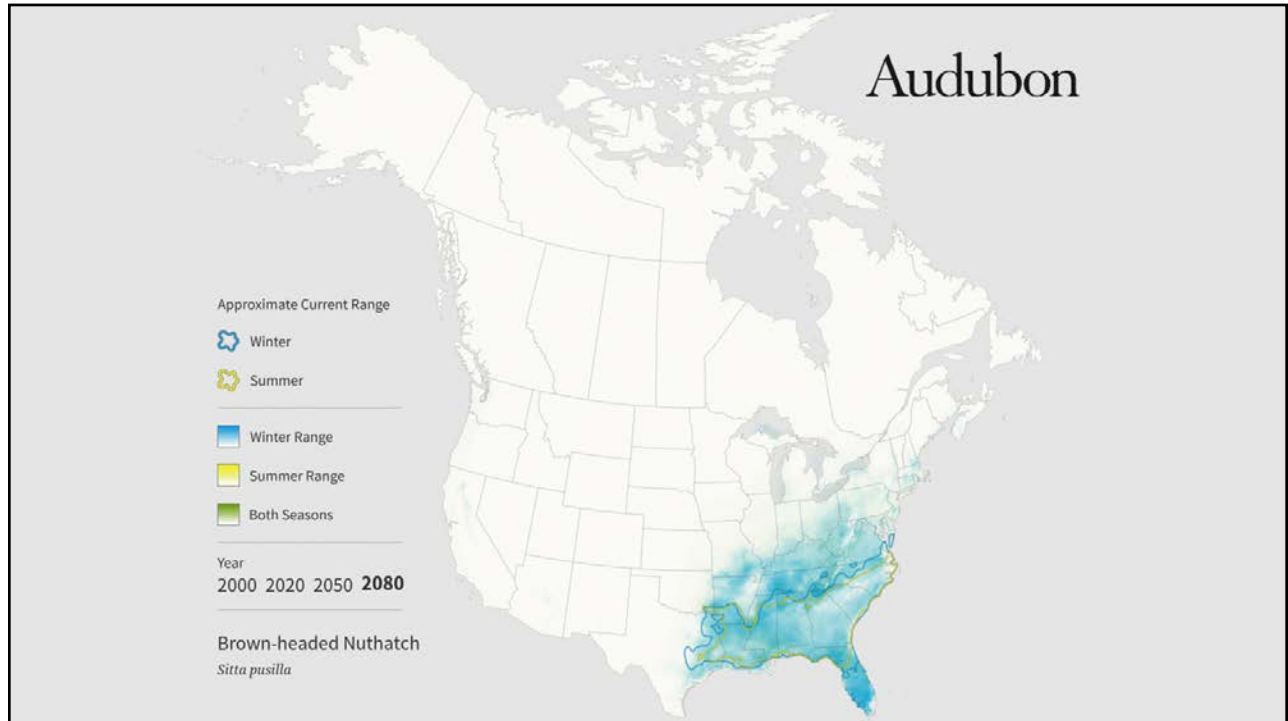 Audubon
Approximate Current Range
Winter
Summer
Winter Range
Summer Range
Both Seasons
Year
2000 2020 2050 2080
Brown-headed Nuthatch
Sitta pusilla